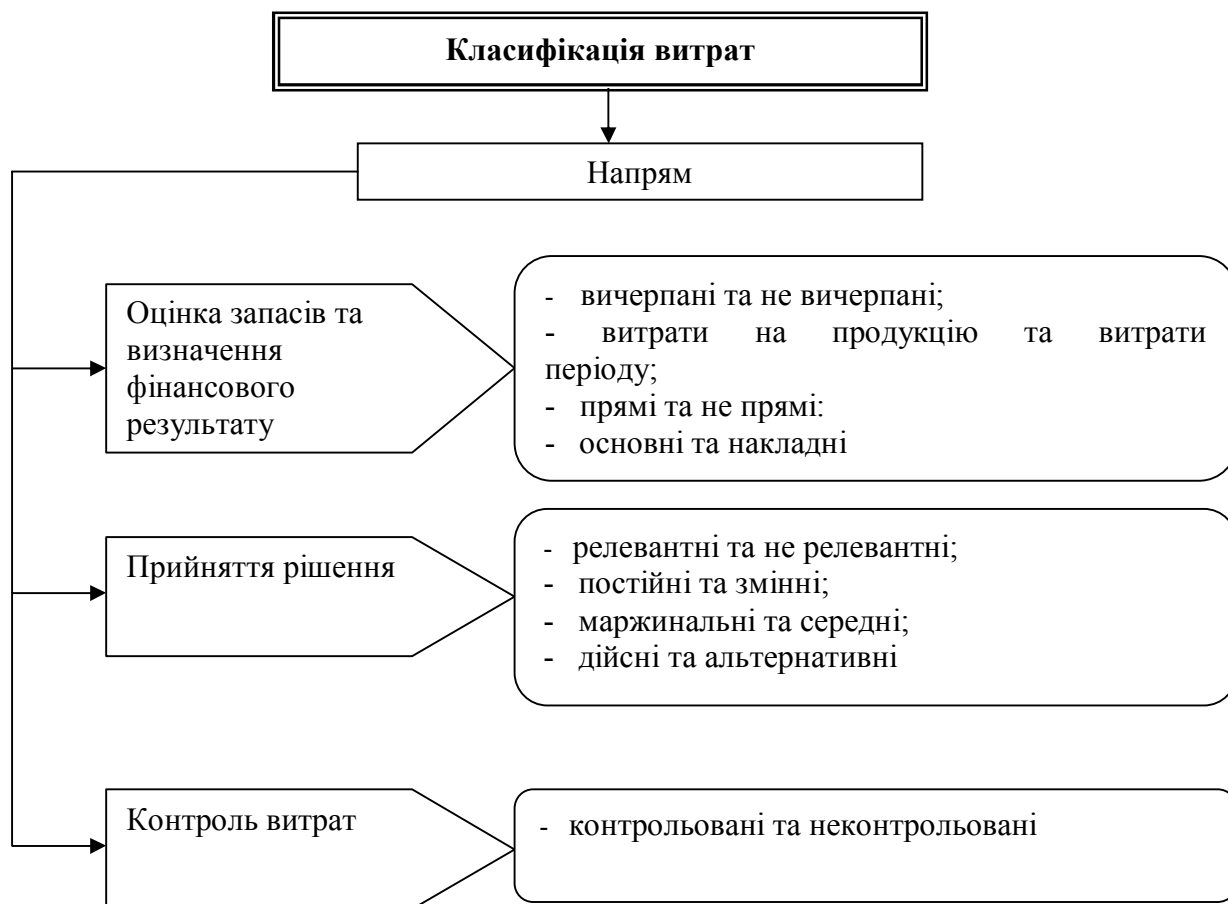 Класифікація витрат
Напрям
Оцінка запасів та
визначення
фінансового
результату
- вичерпані та не вичерпані;
- витрати на продукцію та витрати
періоду;
- прямі та не прямі:
- основні та накладні
Прийняття рішення
- релевантні та не релевантні;
- постійні та змінні;
- маржинальні та середні;
- дійсні та альтернативні
Контроль витрат
- контрольовані та неконтрольовані